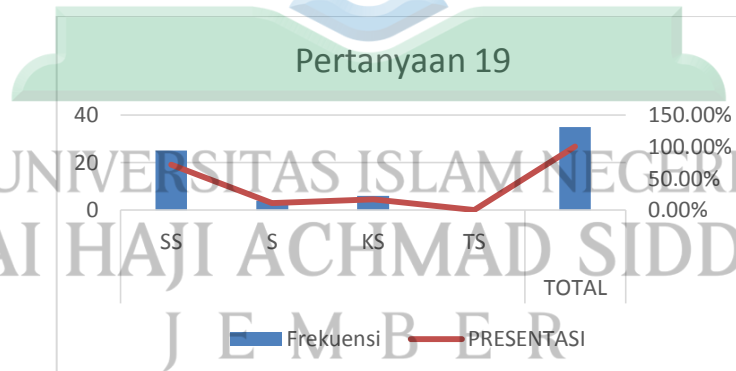 Pertanyaan 19
40 150.00%
100.00%
20 50.00%
0 0.00%
UNIVERSITAS ISLAM NEGERI
SS S KS TS
AI HAJI ACHMAD SIDD
TOTAL
J E M B E R
Frekuensi PRESENTASI